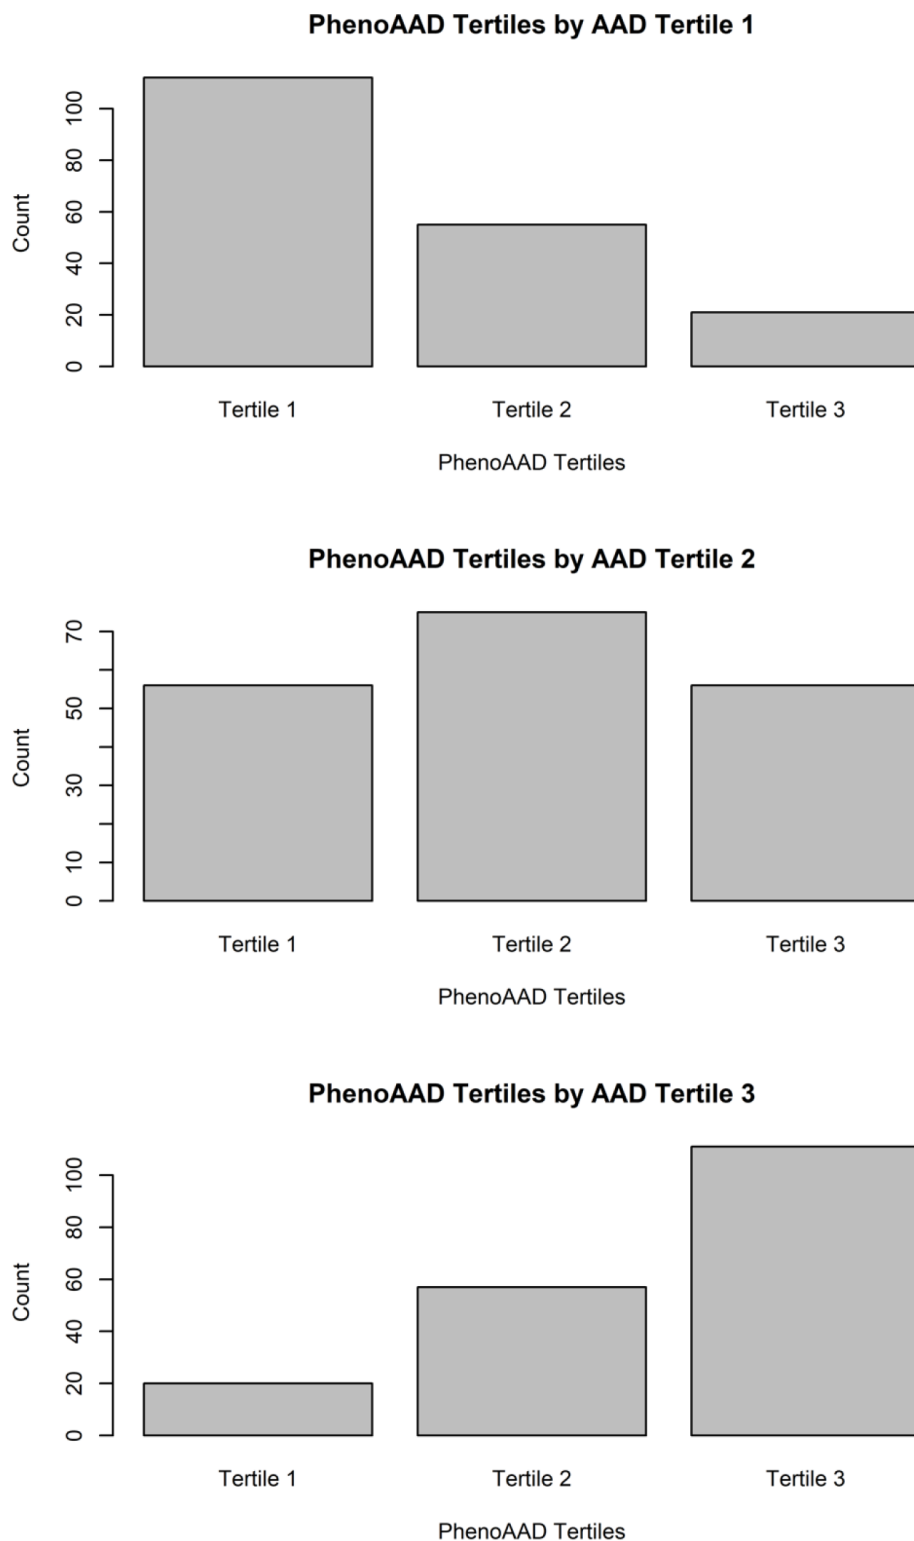 PhenoAAD Tertiles by AAD Tertile 1
100
80
60
40
20
0
Count
Tertile 1 Tertile 2 Tertile 3
PhenoAAD Tertiles
PhenoAAD Tertiles by AAD Tertile 2
70
50
30
10
0
Count
Tertile 1 Tertile 2 Tertile 3
PhenoAAD Tertiles
PhenoAAD Tertiles by AAD Tertile 3
100
80
60
40
20
0
Count
Tertile 1 Tertile 2 Tertile 3
PhenoAAD Tertiles